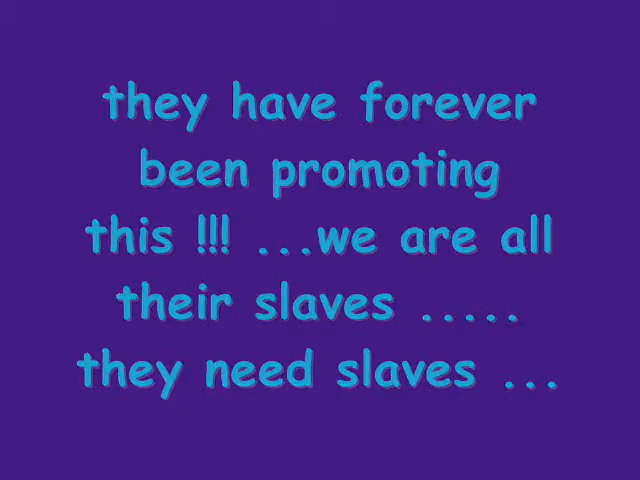 they have forever
been promoting
this !!! ...we are all
their slaves .....
they need slaves ...